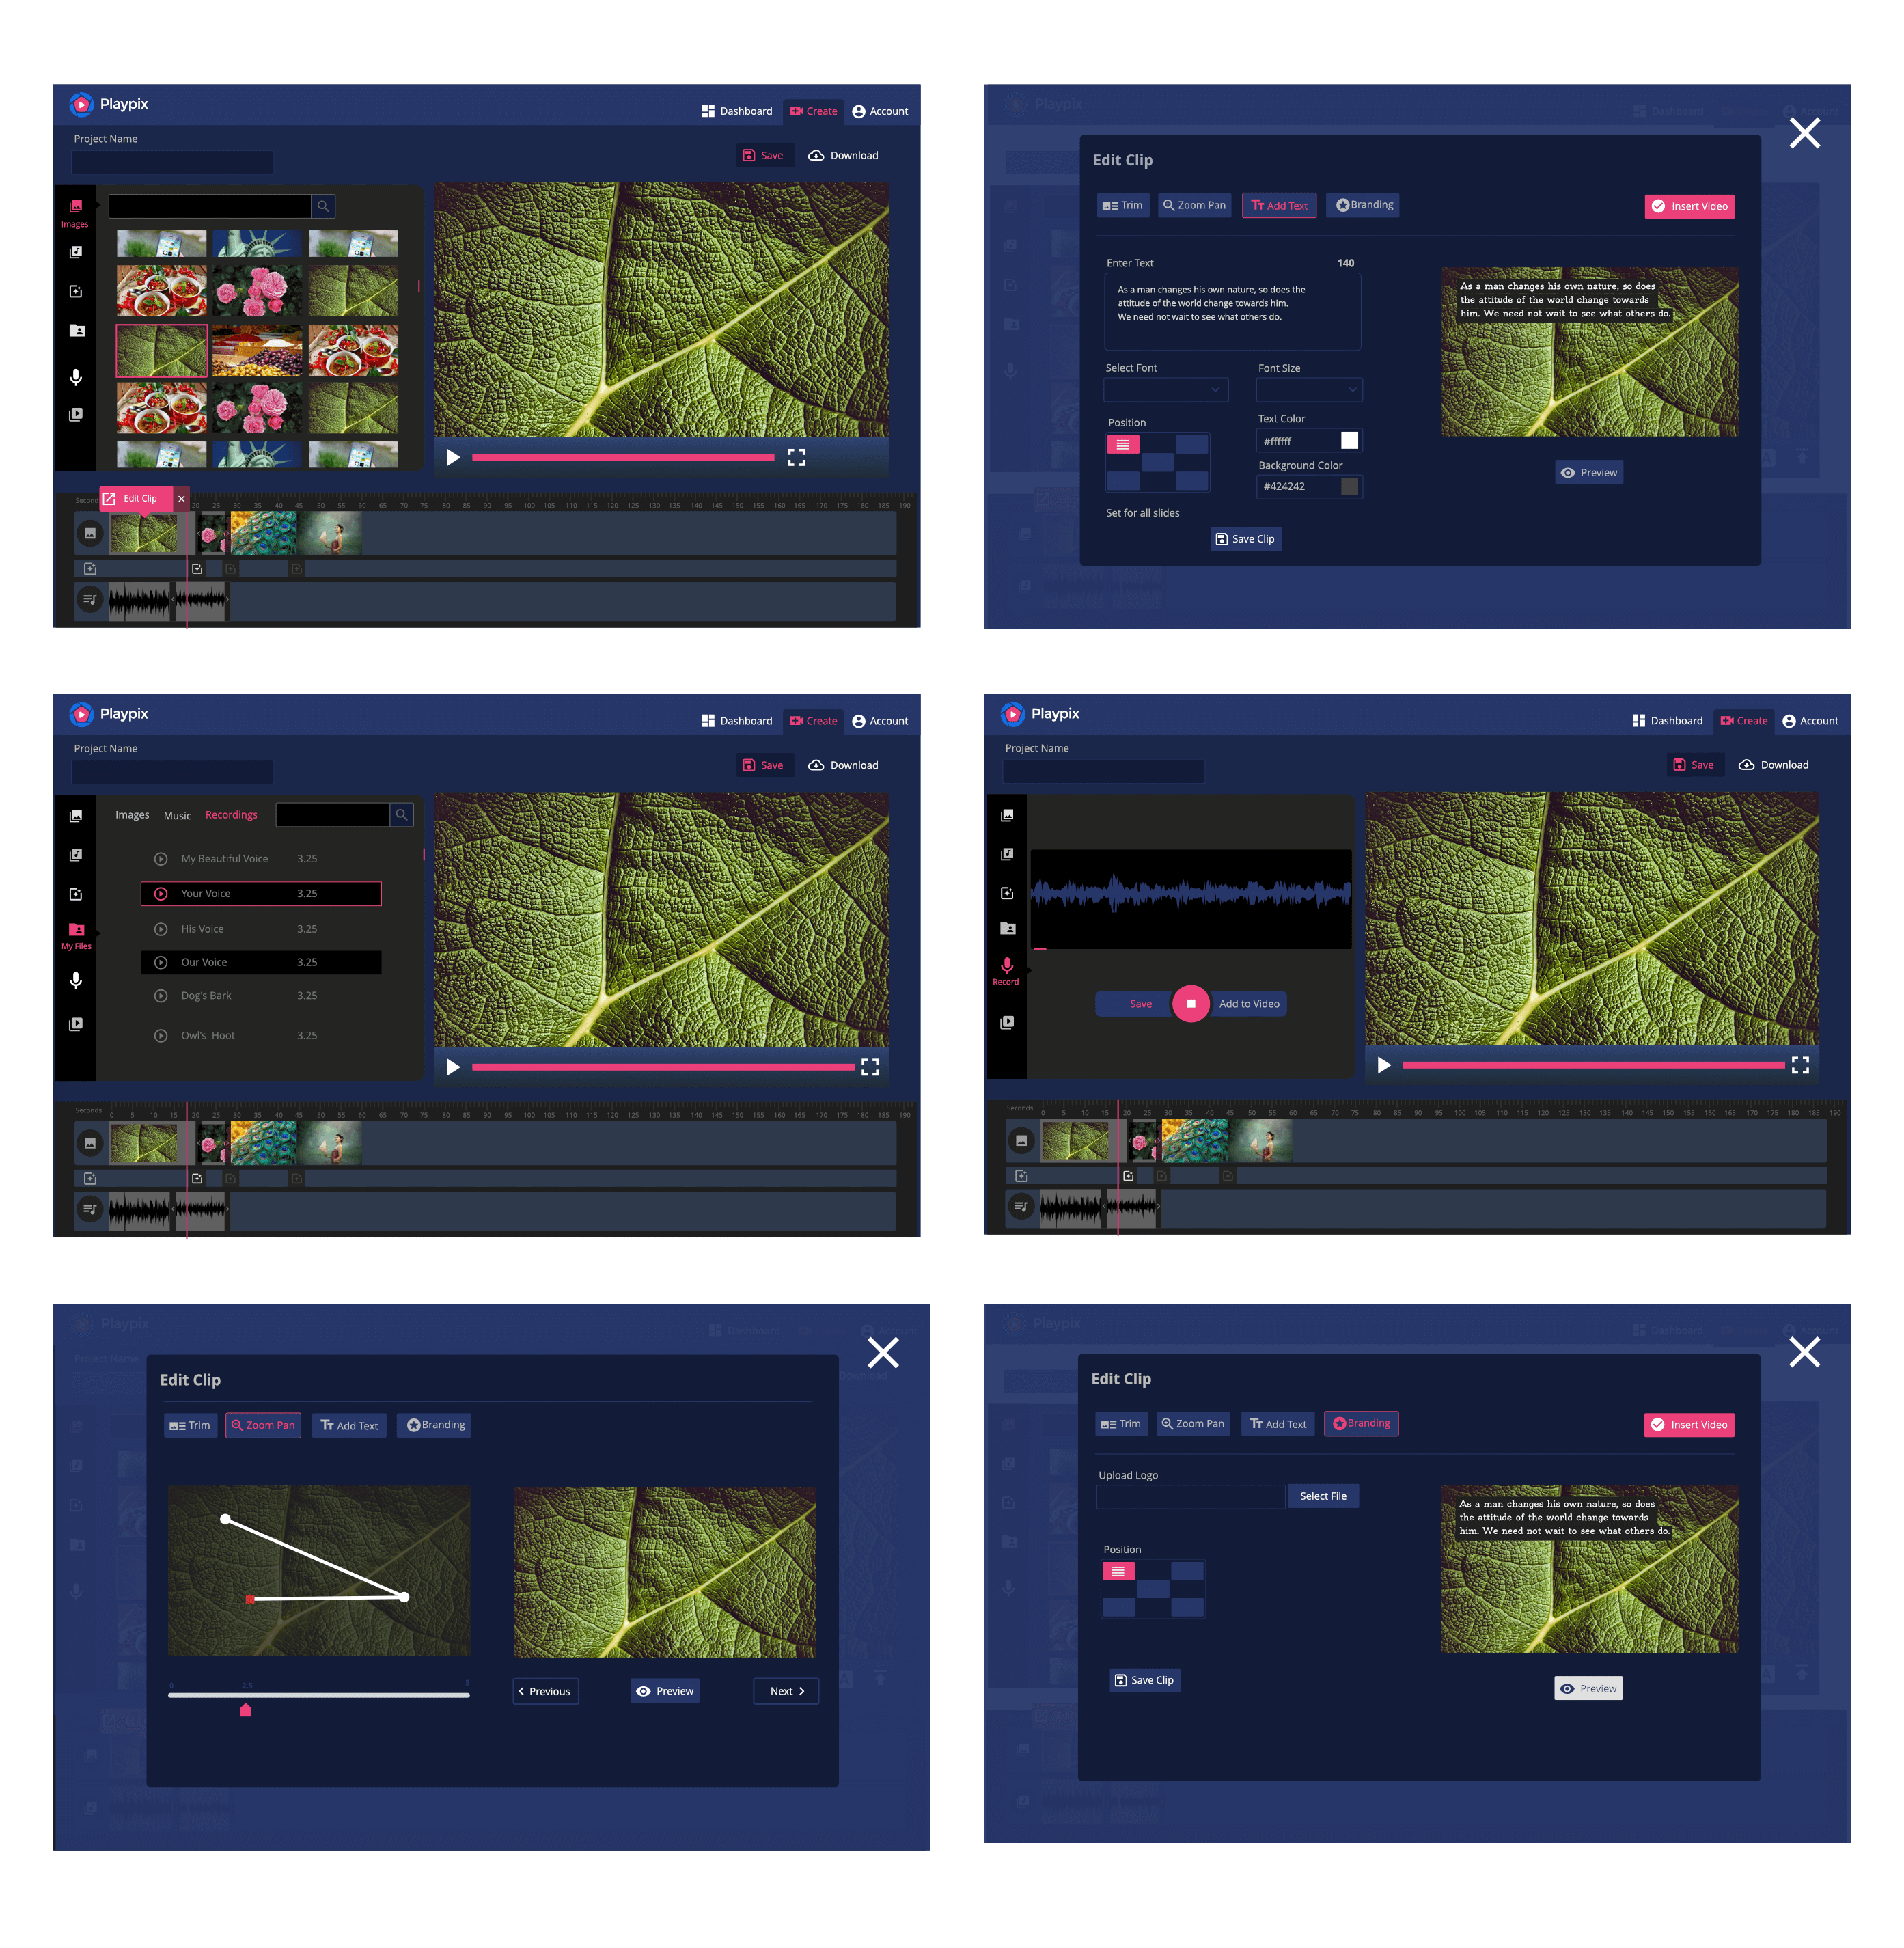 Playpix
Dashboard
Create
Account
Project Name
Save
Download
Images
Edit Clip
20 25 30 35 40 45 50 55 60 65 70 75 80 85 90 95 100 105 110 115 120 125 130 135 140 145 150 155 160 165 170 175 180 185 190
Playpix
Dashboard
Edit Clip
Trim
Zoom Pan
Add Text
Branding
Insert Video
Enter Text
140
As a man changes his own nature, so does the
attitude of the world change towards him.
We need not wait to see what others do.
As a man changes his own nature, so does
the attitude of the world change towards
him. We need not wait to see what others do.
Select Font
Font Size
Position
Text Color
#ffffff
Background Color
#424242
Preview
Set for all slides
Save Clip
Playpix
Dashboard
Create
Account
Project Name
Save
Download
Images
Music
Recordings
My Beautiful Voice 3.25
Your Voice 3.25
His Voice 3.25
Our Voice 3.25
Dog's Bark 3.25
Owl's Hoot 3.25
My Files
Seconds 0 5 10 15 20 25 30 35 40 45 50 55 60 65 70 75 80 85 90 95 100 105 110 115 120 125 130 135 140 145 150 155 160 165 170 175 180 185 190
Playpix
Dashboard
Create
Account
Project Name
Save
Download
Record
Save
Add to Video
Seconds 0 5 10 15 20 25 30 35 40 45 50 55 60 65 70 75 80 85 90 95 100 105 110 115 120 125 130 135 140 145 150 155 160 165 170 175 180 185 190
Playpix
Dashboard
Account
Project Name
Download
Edit Clip
Trim
Zoom Pan
Add Text
Branding
0 2.5 5
Previous
Preview
Next
Playpix
Dashboard
Edit Clip
Trim
Zoom Pan
Add Text
Branding
Insert Video
Upload Logo
Select File
As a man changes his own nature, so does
the attitude of the world change towards
him. We need not wait to see what others do.
Position
Save Clip
Preview